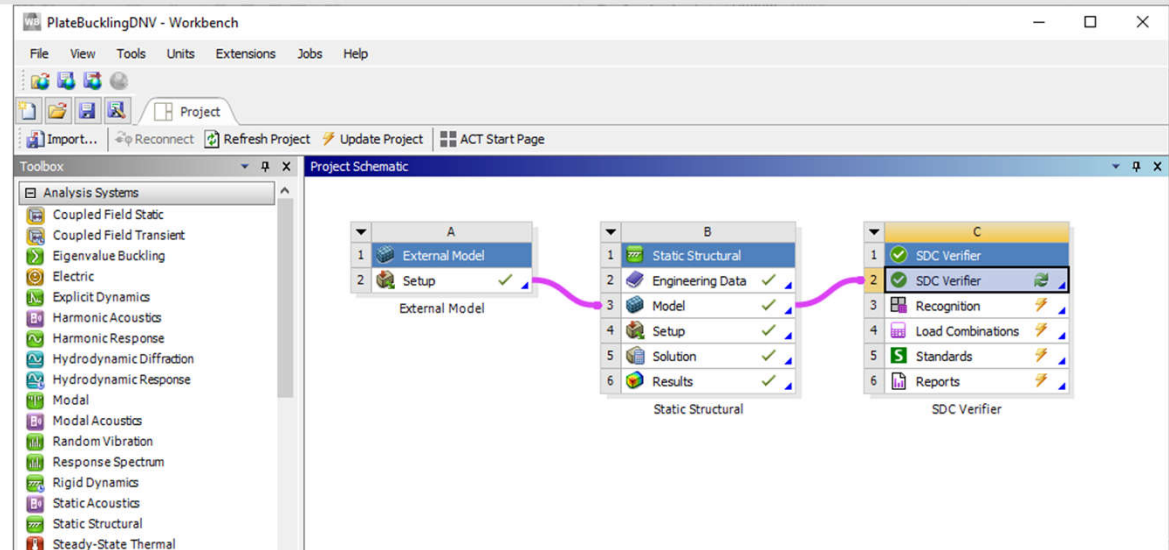 PlateBucklingDNV - Workbench
File View Tools Units Extensions Jobs Help
Project
Import... Reconnect Refresh Project Update Project ACT Start Page
Toolbox
Project Schematic
Analysis Systems
Coupled Field Static
Coupled Field Transient
Eigenvalue Buckling
Electric
Explicit Dynamics
Harmonic Acoustics
Harmonic Response
Hydrodynamic Diffraction
Hydrodynamic Response
Modal
Modal Acoustics
Random Vibration
Response Spectrum
Rigid Dynamics
Static Acoustics
Static Structural
Steady-State Thermal
A
1 External Model
2 Setup
External Model
B
1 Static Structural
2 Engineering Data
3 Model
4 Setup
5 Solution
6 Results
Static Structural
C
1 SDC Verifier
2 SDC Verifier
3 Recognition
4 Load Combinations
5 Standards
6 Reports
SDC Verifier